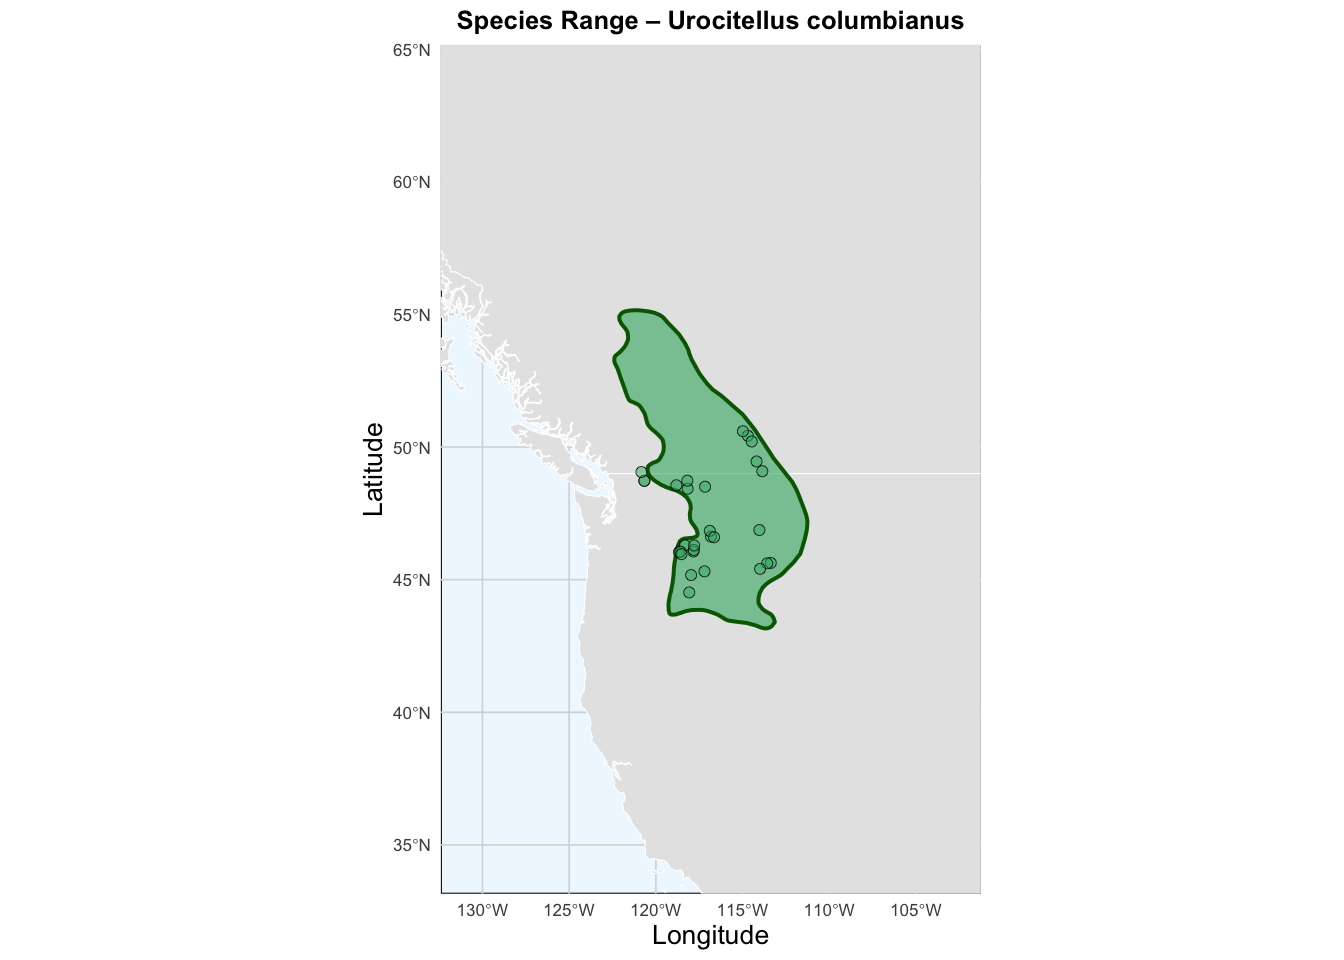 Species Range – Urocitellus columbianus
65°N
60°N
55°N
50°N
45°N
40°N
35°N
Latitude
130°W 125°W 120°W 115°W 110°W 105°W
Longitude